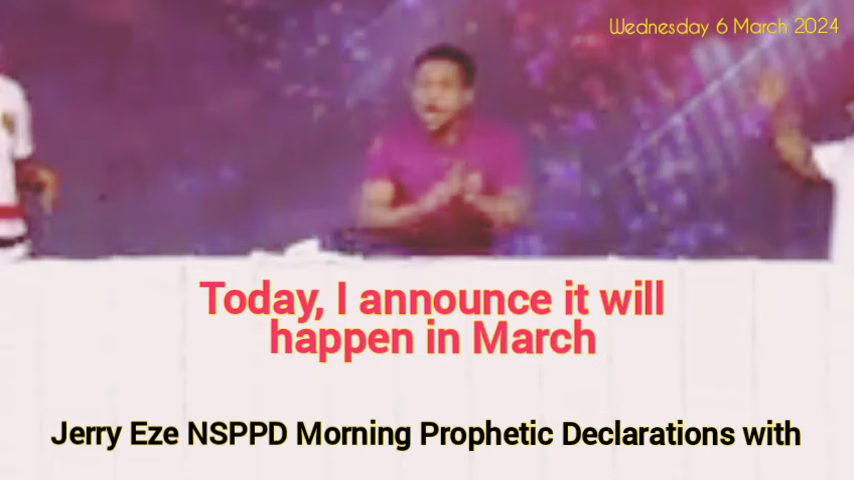 Wednesday 6 March 2024
Today, I announce it will
happen in March
Jerry Eze NSPPD Morning Prophetic Declarations with